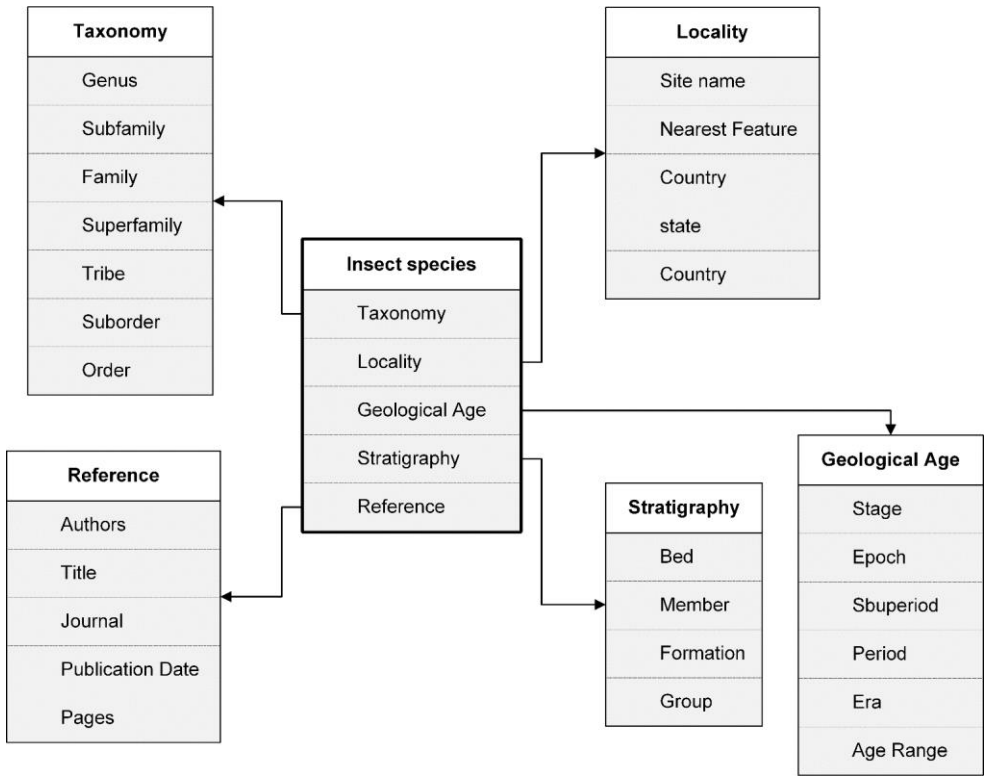 Taxonomy
Genus
Subfamily
Family
Superfamily
Tribe
Suborder
Order
Locality
Site name
Nearest Feature
Country
state
Country
Insect species
Taxonomy
Locality
Geological Age
Stratigraphy
Reference
Reference
Authors
Title
Journal
Publication Date
Pages
Stratigraphy
Bed
Member
Formation
Group
Geological Age
Stage
Epoch
Sbuperiod
Period
Era
Age Range